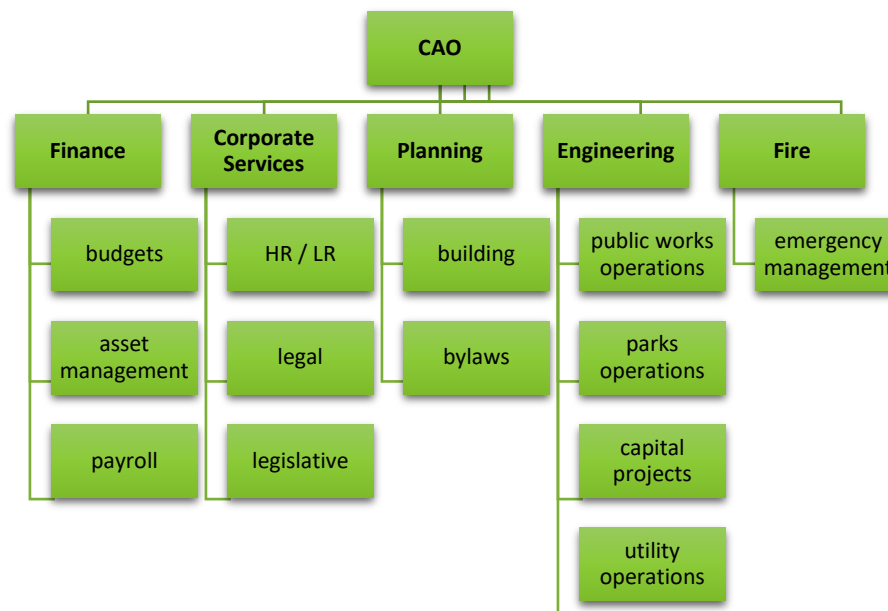 CAO
Finance
Corporate
Services
Planning
Engineering
Fire
budgets
HR / LR
building
public works
operations
emergency
management
asset
management
legal
bylaws
parks
operations
payroll
legislative
capital
projects
utility
operations